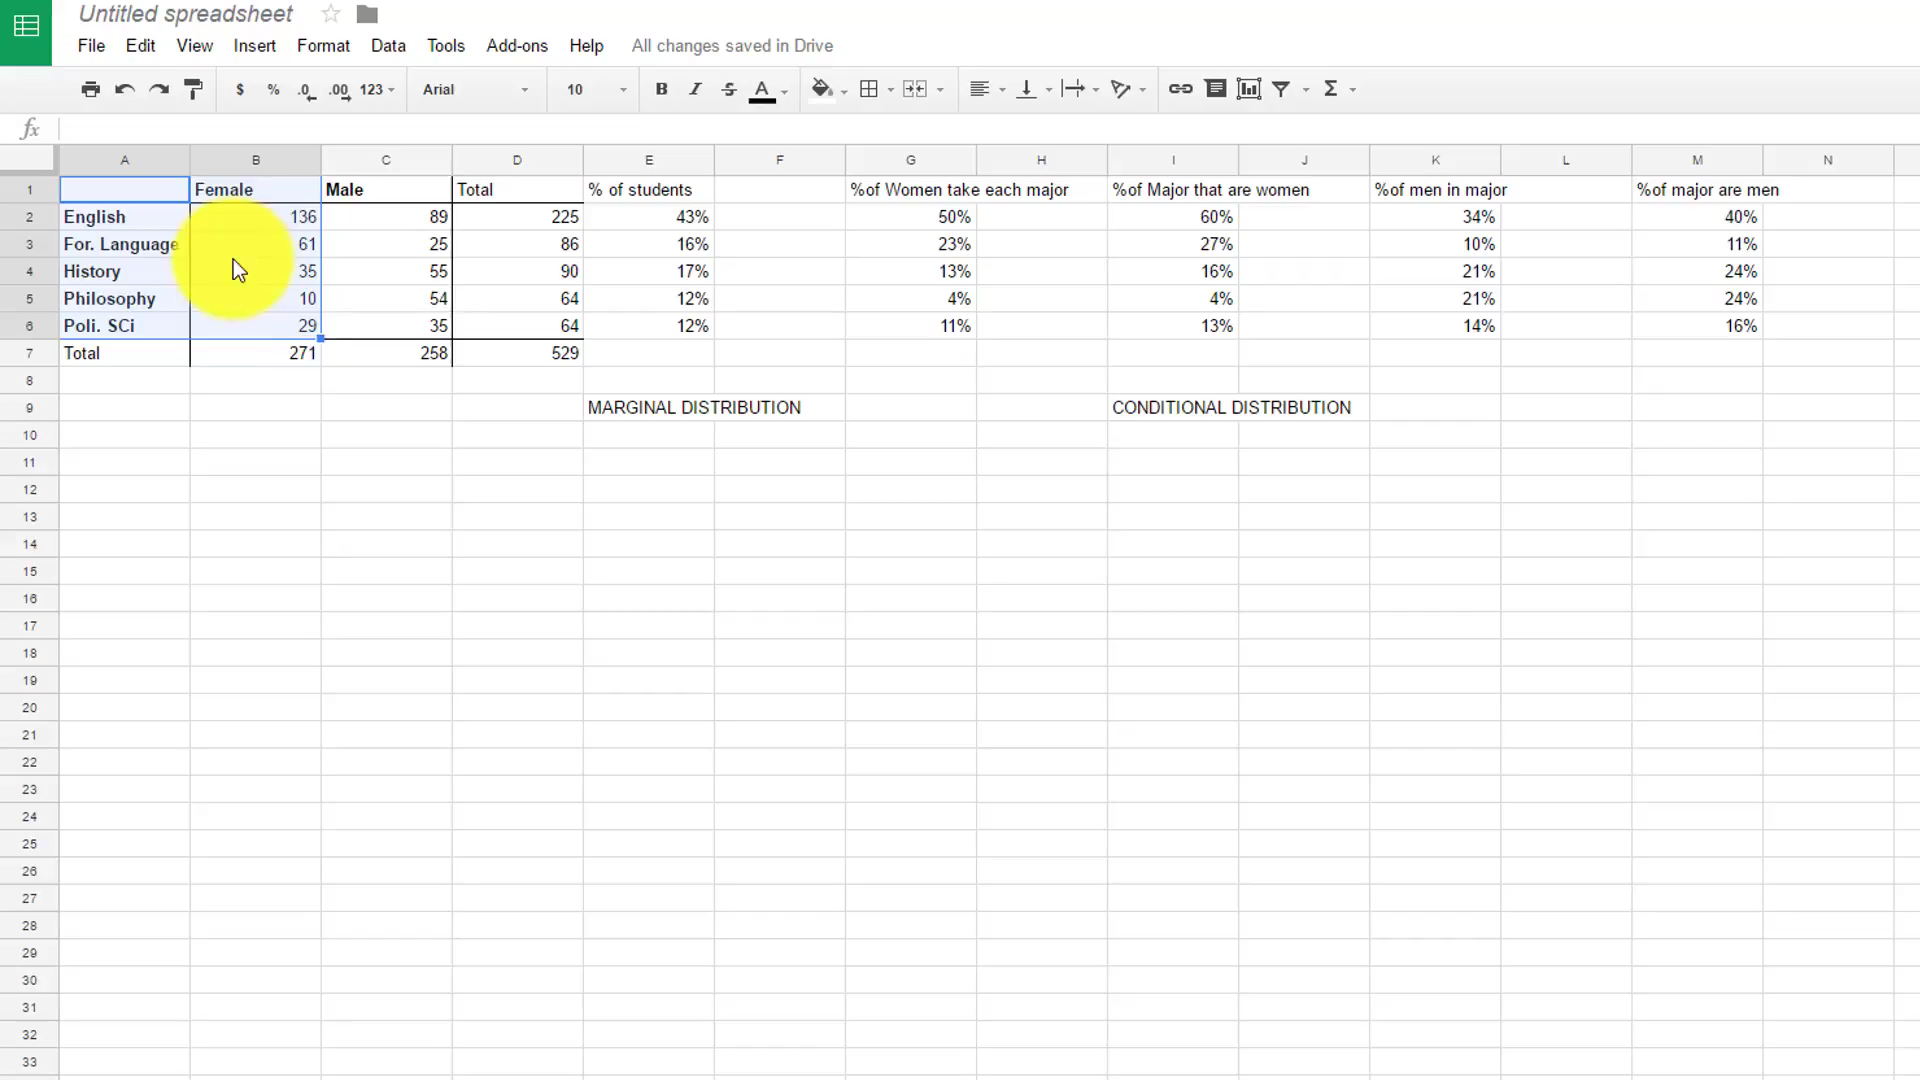 Untitled spreadsheet
File Edit View Insert Format Data Tools Add-ons Help All changes saved in Drive
$ % .0 .00 123 Arial 10 B I S A Σ
fx
A B C D E F G H I J K L M N
1 Female Male Total % of students %of Women take each major %of Major that are women %of men in major %of major are men
2 English 136 89 225 43% 50% 60% 34% 40%
3 For. Language 61 25 86 16% 23% 27% 10% 11%
4 History 35 55 90 17% 13% 16% 21% 24%
5 Philosophy 10 54 64 12% 4% 4% 21% 24%
6 Poli. SCi 29 35 64 12% 11% 13% 14% 16%
7 Total 271 258 529
8
9 MARGINAL DISTRIBUTION CONDITIONAL DISTRIBUTION
10
11
12
13
14
15
16
17
18
19
20
21
22
23
24
25
26
27
28
29
30
31
32
33